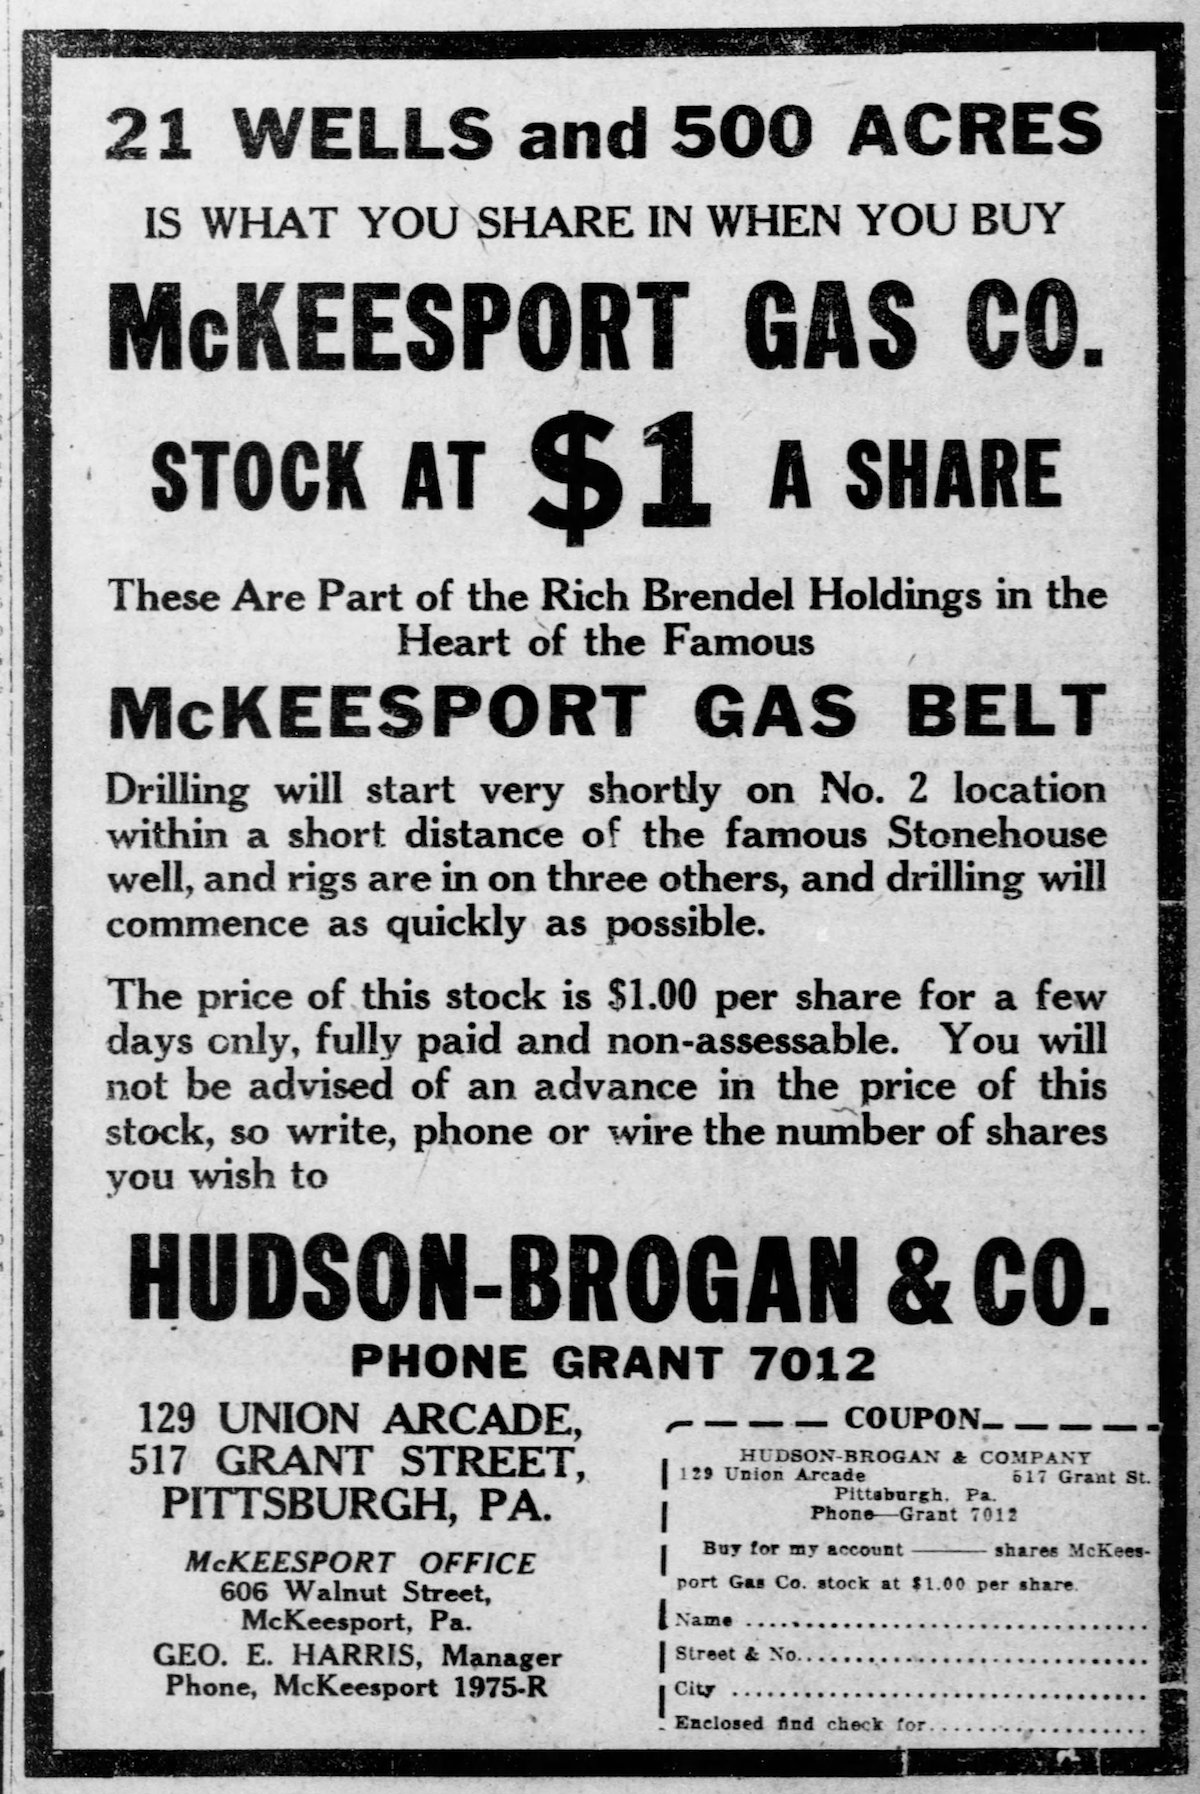 21 WELLS and 500 ACRES
IS WHAT YOU SHARE IN WHEN YOU BUY
McKEESPORT GAS CO.
STOCK AT $1 A SHARE
These Are Part of the Rich Brendel Holdings in the
Heart of the Famous
McKEESPORT GAS BELT
Drilling will start very shortly on No. 2 location
within a short distance of the famous Stonehouse
well, and rigs are in on three others, and drilling will
commence as quickly as possible.
The price of this stock is $1.00 per share for a few
days only, fully paid and non-assessable. You will
not be advised of an advance in the price of this
stock, so write, phone or wire the number of shares
you wish to
HUDSON-BROGAN & CO.
PHONE GRANT 7012
129 UNION ARCADE,
517 GRANT STREET,
PITTSBURGH, PA.
McKEESPORT OFFICE
606 Walnut Street,
McKeesport, Pa.
GEO. E. HARRIS, Manager
Phone, McKeesport 1975-R
COUPON
HUDSON-BROGAN & COMPANY
129 Union Arcade 517 Grant St.
Pittsburgh, Pa.
Phone—Grant 7012
Buy for my account ——— shares McKees-
port Gas Co. stock at $1.00 per share.
Name ................................
Street & No.............................
City ................................
Enclosed find check for..................